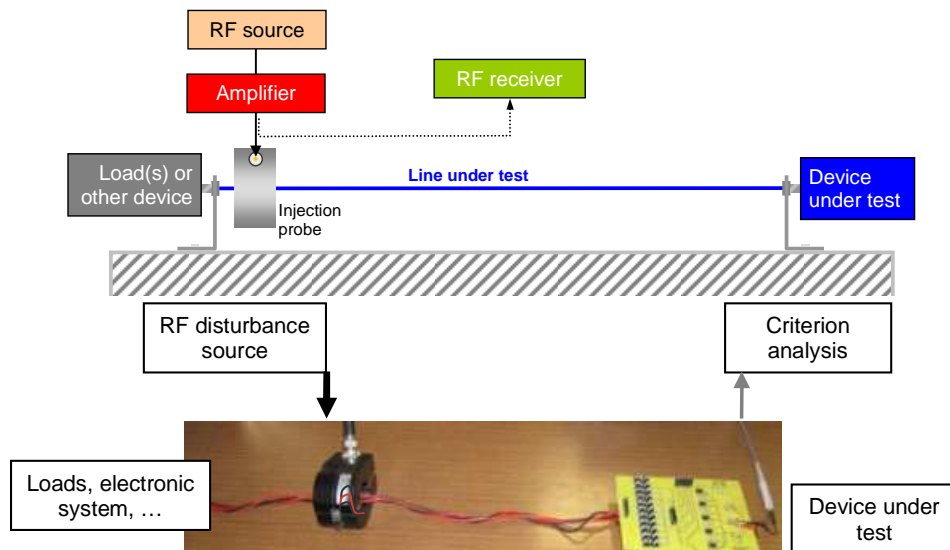 RF source
Amplifier
RF receiver
Load(s) or
other device
Line under test
Device
under test
Injection
probe
RF disturbance
source
Criterion
analysis
Loads, electronic
system, …
Device under
test